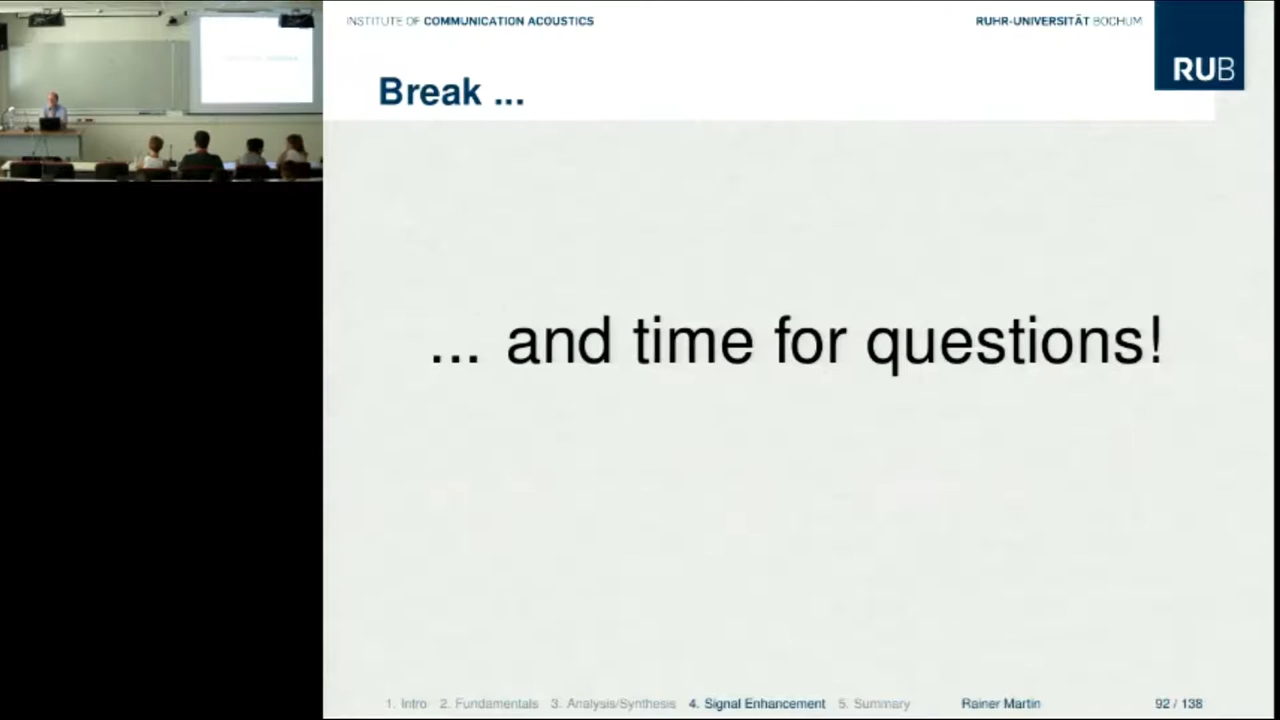 INSTITUTE OF COMMUNICATION ACOUSTICS
RUHR-UNIVERSITÄT BOCHUM
RUB
Break ...
... and time for questions!
1. Intro 2. Fundamentals 3. Analysis/Synthesis 4. Signal Enhancement 5. Summary Rainer Martin 92 / 138